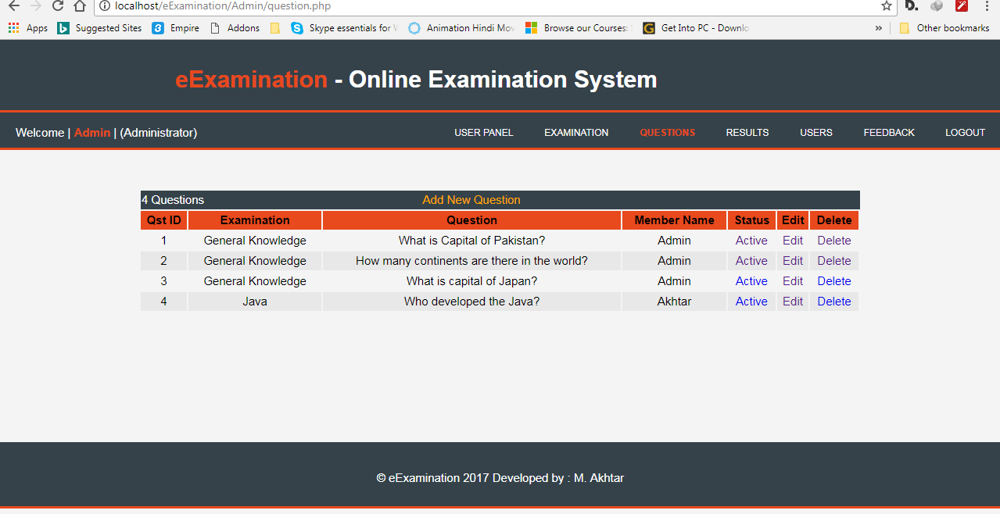 localhost/eExamination/Admin/question.php
Apps Suggested Sites Empire Addons Skype essentials for Animation Hindi Mov Browse our Courses: Get Into PC - Downlo » Other bookmarks
eExamination - Online Examination System
Welcome | Admin | (Administrator) USER PANEL EXAMINATION QUESTIONS RESULTS USERS FEEDBACK LOGOUT
4 Questions Add New Question
Qst ID Examination Question Member Name Status Edit Delete
1 General Knowledge What is Capital of Pakistan? Admin Active Edit Delete
2 General Knowledge How many continents are there in the world? Admin Active Edit Delete
3 General Knowledge What is capital of Japan? Admin Active Edit Delete
4 Java Who developed the Java? Akhtar Active Edit Delete
© eExamination 2017 Developed by : M. Akhtar